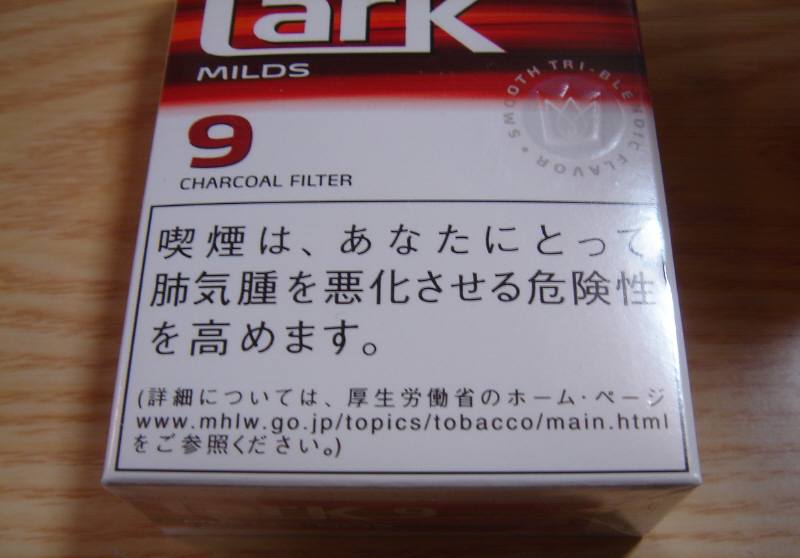 Lark
MILDS
SMOOTH TRI-BLENDIC FLAVOR
9
CHARCOAL FILTER
喫煙は、あなたにとって
肺気腫を悪化させる危険性
を高めます。
(詳細については、厚生労働省のホーム・ページ
www.mhlw.go.jp/topics/tobacco/main.html
をご参照ください。)